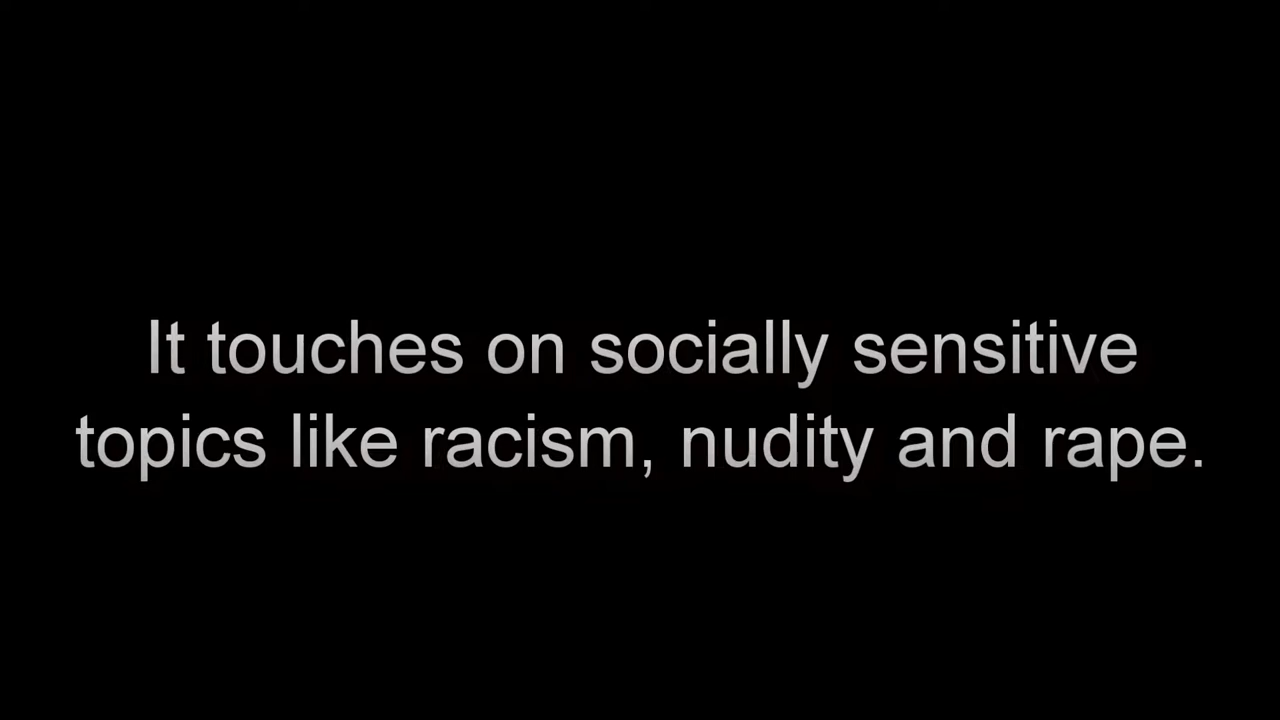 It touches on socially sensitive
topics like racism, nudity and rape.